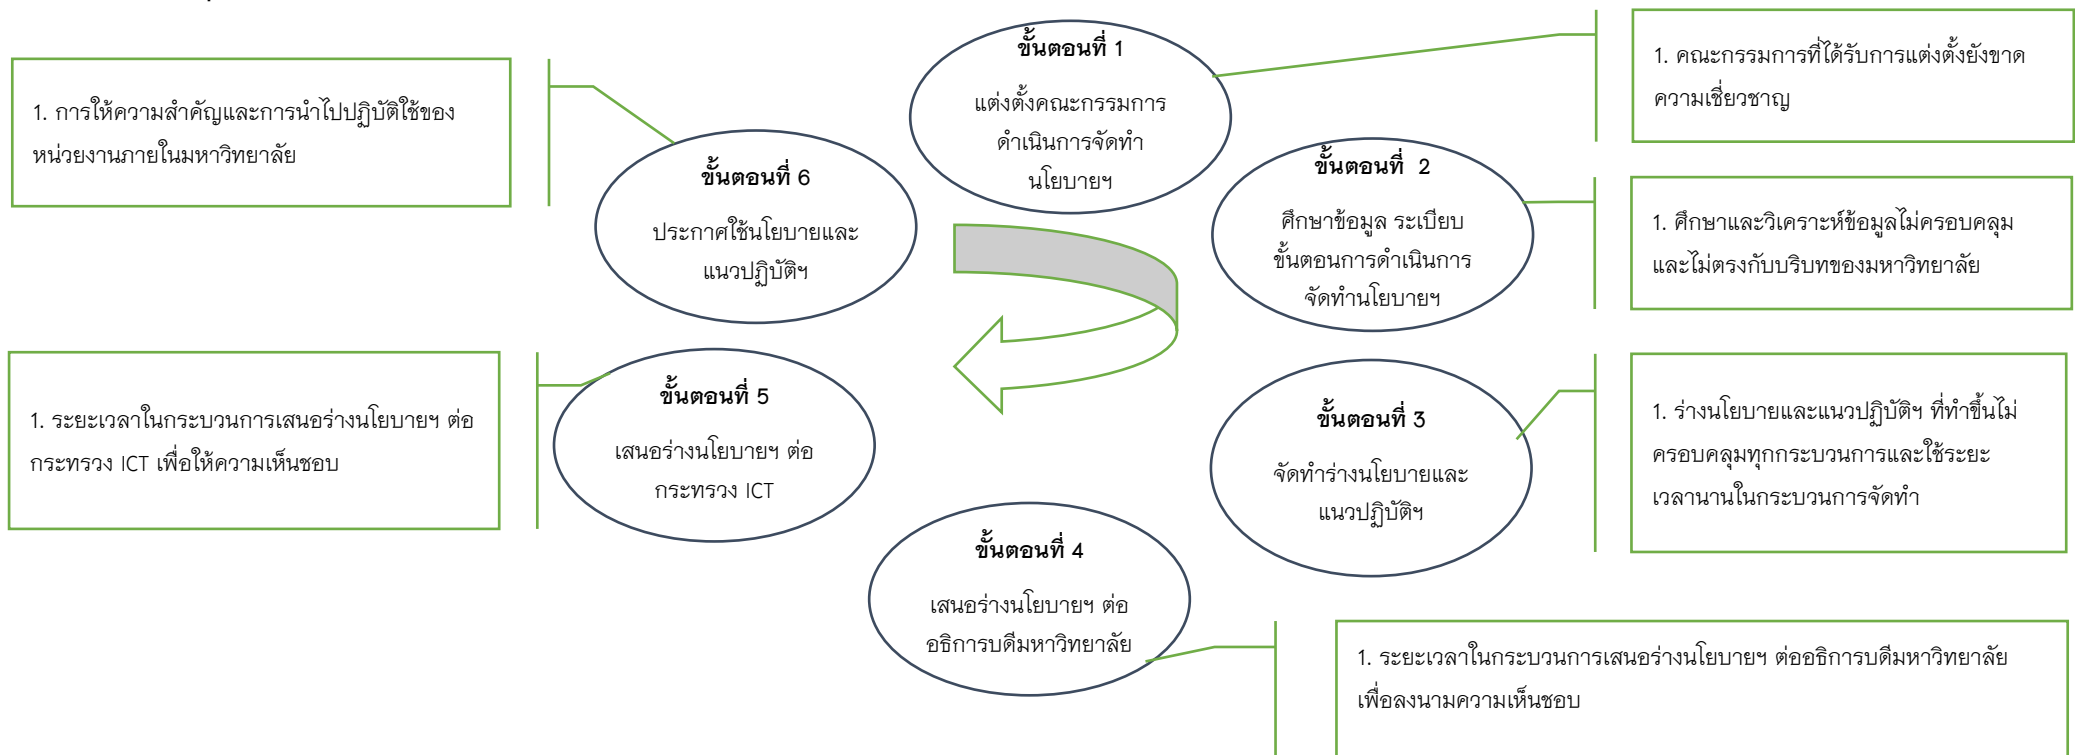 ขั้นตอนที่ 1
แต่งตั้งคณะกรรมการ
ดำเนินการจัดทำ
นโยบายฯ
1. คณะกรรมการที่ได้รับการแต่งตั้งยังขาด
ความเชี่ยวชาญ
ขั้นตอนที่  2
ศึกษาข้อมูล ระเบียบ
ขั้นตอนการดำเนินการ
จัดทำนโยบายฯ
1. ศึกษาและวิเคราะห์ข้อมูลไม่ครอบคลุม
และไม่ตรงกับบริบทของมหาวิทยาลัย
ขั้นตอนที่ 3
จัดทำร่างนโยบายและ
แนวปฏิบัติฯ
1. ร่างนโยบายและแนวปฏิบัติฯ ที่ทำขึ้นไม่
ครอบคลุมทุกกระบวนการและใช้ระยะ
เวลานานในกระบวนการจัดทำ
ขั้นตอนที่ 4
เสนอร่างนโยบายฯ ต่อ
อธิการบดีมหาวิทยาลัย
1. ระยะเวลาในกระบวนการเสนอร่างนโยบายฯ ต่ออธิการบดีมหาวิทยาลัย
เพื่อลงนามความเห็นชอบ
ขั้นตอนที่ 5
เสนอร่างนโยบายฯ ต่อ
กระทรวง ICT
1. ระยะเวลาในกระบวนการเสนอร่างนโยบายฯ ต่อ
กระทรวง ICT เพื่อให้ความเห็นชอบ
ขั้นตอนที่ 6
ประกาศใช้นโยบายและ
แนวปฏิบัติฯ
1. การให้ความสำคัญและการนำไปปฏิบัติใช้ของ
หน่วยงานภายในมหาวิทยาลัย